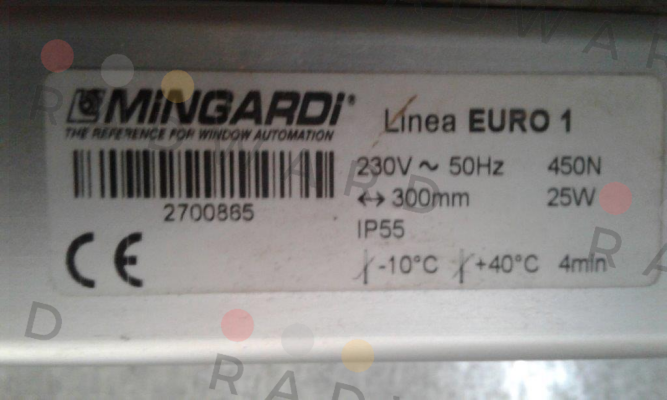 MiNGARDi®
THE REFERENCE FOR WINDOW AUTOMATION
2700865
CE
Linea EURO 1
230V ~ 50Hz 450N
↔ 300mm 25W
IP55
-10°C +40°C 4min